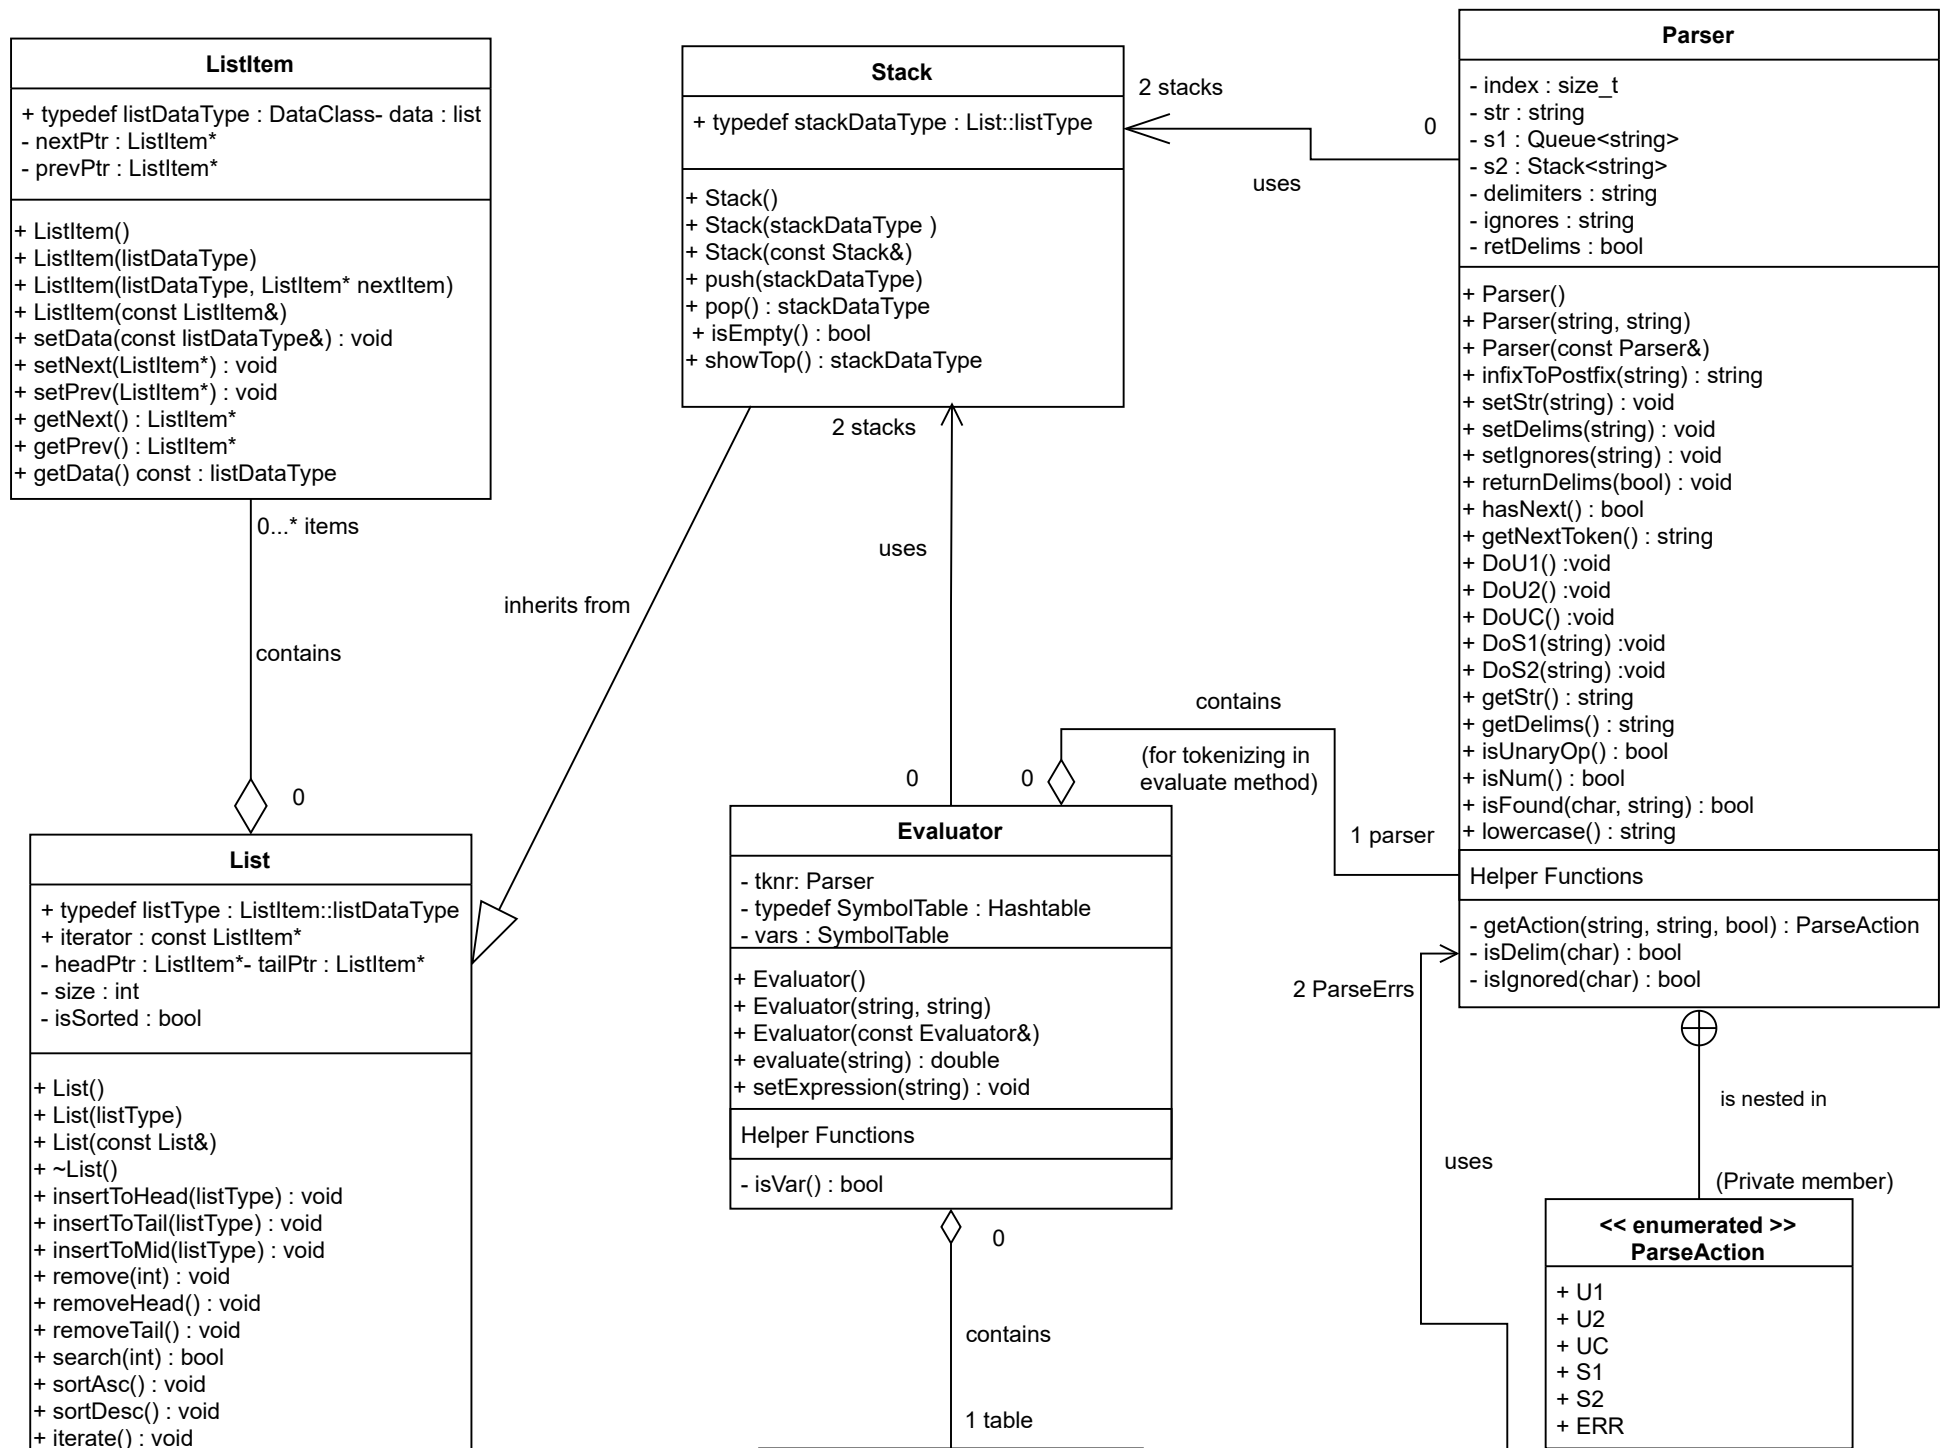 ListItem
+ typedef listDataType : DataClass- data : list
- nextPtr : ListItem*
- prevPtr : ListItem*
+ ListItem()
+ ListItem(listDataType)
+ ListItem(listDataType, ListItem* nextItem)
+ ListItem(const ListItem&)
+ setData(const listDataType&) : void
+ setNext(ListItem*) : void
+ setPrev(ListItem*) : void
+ getNext() : ListItem*
+ getPrev() : ListItem*
+ getData() const : listDataType
0...* items
contains
0
List
+ typedef listType : ListItem::listDataType
+ iterator : const ListItem*
- headPtr : ListItem*- tailPtr : ListItem*
- size : int
- isSorted : bool
+ List()
+ List(listType)
+ List(const List&)
+ ~List()
+ insertToHead(listType) : void
+ insertToTail(listType) : void
+ insertToMid(listType) : void
+ remove(int) : void
+ removeHead() : void
+ removeTail() : void
+ search(int) : bool
+ sortAsc() : void
+ sortDesc() : void
+ iterate() : void
inherits from
Stack
+ typedef stackDataType : List::listType
+ Stack()
+ Stack(stackDataType )
+ Stack(const Stack&)
+ push(stackDataType)
+ pop() : stackDataType
+ isEmpty() : bool
+ showTop() : stackDataType
2 stacks
0
uses
2 stacks
uses
0
0
contains
(for tokenizing in
evaluate method)
1 parser
Evaluator
- tknr: Parser
- typedef SymbolTable : Hashtable
- vars : SymbolTable
+ Evaluator()
+ Evaluator(string, string)
+ Evaluator(const Evaluator&)
+ evaluate(string) : double
+ setExpression(string) : void
Helper Functions
- isVar() : bool
0
contains
1 table
Parser
- index : size_t
- str : string
- s1 : Queue<string>
- s2 : Stack<string>
- delimiters : string
- ignores : string
- retDelims : bool
+ Parser()
+ Parser(string, string)
+ Parser(const Parser&)
+ infixToPostfix(string) : string
+ setStr(string) : void
+ setDelims(string) : void
+ setIgnores(string) : void
+ returnDelims(bool) : void
+ hasNext() : bool
+ getNextToken() : string
+ DoU1() :void
+ DoU2() :void
+ DoUC() :void
+ DoS1(string) :void
+ DoS2(string) :void
+ getStr() : string
+ getDelims() : string
+ isUnaryOp() : bool
+ isNum() : bool
+ isFound(char, string) : bool
+ lowercase() : string
Helper Functions
- getAction(string, string, bool) : ParseAction
- isDelim(char) : bool
- isIgnored(char) : bool
2 ParseErrs
uses
is nested in
(Private member)
<< enumerated >>
ParseAction
+ U1
+ U2
+ UC
+ S1
+ S2
+ ERR